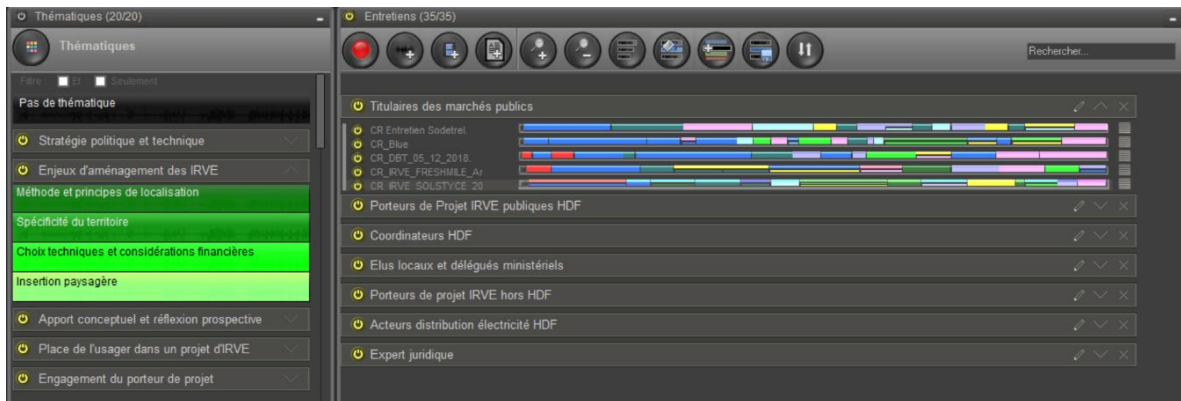 Thématiques (20/20)
Thématiques
Filtre : Et Seulement
Pas de thématique
Stratégie politique et technique
Enjeux d'aménagement des IRVE
Méthode et principes de localisation
Spécificité du territoire
Choix techniques et considérations financières
Insertion paysagère
Apport conceptuel et réflexion prospective
Place de l'usager dans un projet d'IRVE
Engagement du porteur de projet
Entretiens (35/35)
Rechercher...
Titulaires des marchés publics
CR Entretien Sodetrel.
CR_Blue
CR_DBT_05_12_2018.
CR_IRVE_FRESHMILE_Ar
CR_IRVE_SOLSTYCE_20
Porteurs de Projet IRVE publiques HDF
Coordinateurs HDF
Elus locaux et délégués ministériels
Porteurs de projet IRVE hors HDF
Acteurs distribution électricité HDF
Expert juridique